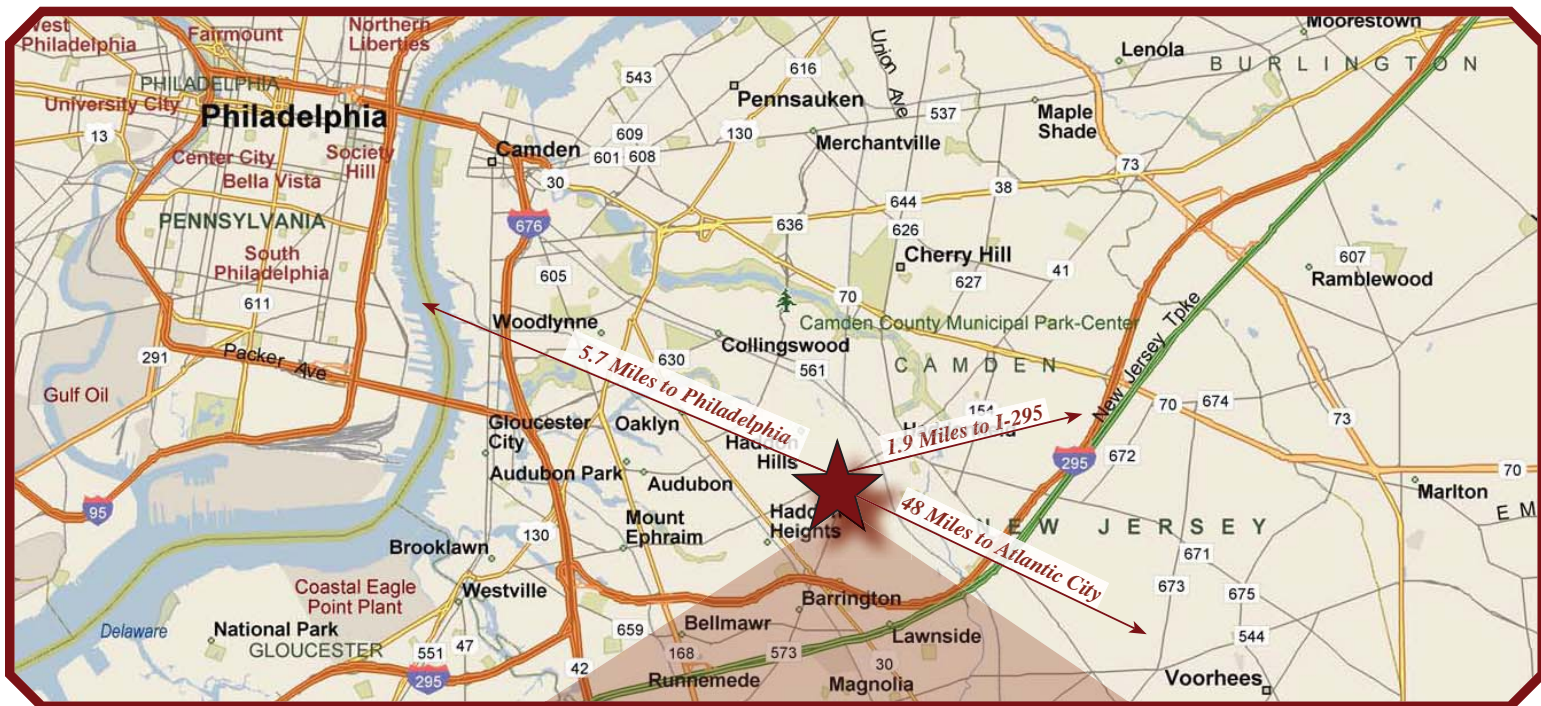 West
Philadelphia
Fairmount
Northern
Liberties
Moorestown
Lenola
BURLINGTON
PHILADELPHIA
University City
Philadelphia
13
Center City
Society
Hill
Bella Vista
PENNSYLVANIA
South
Philadelphia
611
291
Packer Ave
Gulf Oil
95
543
616
Union Ave
Pennsauken
537
Maple
Shade
609
130
Merchantville
601
608
Camden
30
73
38
644
676
636
626
Cherry Hill
605
627
41
607
Ramblewood
70
Woodlynne
Camden County Municipal Park-Center
Collingswood
New Jersey Tpke
630
561
CAMDEN
5.7 Miles to Philadelphia
1.9 Miles to I-295
154
70
674
73
Gloucester
City
Oaklyn
Haddon
Hills
295
672
70
Audubon Park
Audubon
Marlton
48 Miles to Atlantic City
NEW JERSEY
Mount
Ephraim
Haddon
Heights
130
Brooklawn
671
Coastal Eagle
Point Plant
Westville
673
675
Barrington
Delaware
National Park
GLOUCESTER
659
Bellmawr
Lawnside
544
551
47
168
573
30
295
42
Runnemede
Magnolia
Voorhees